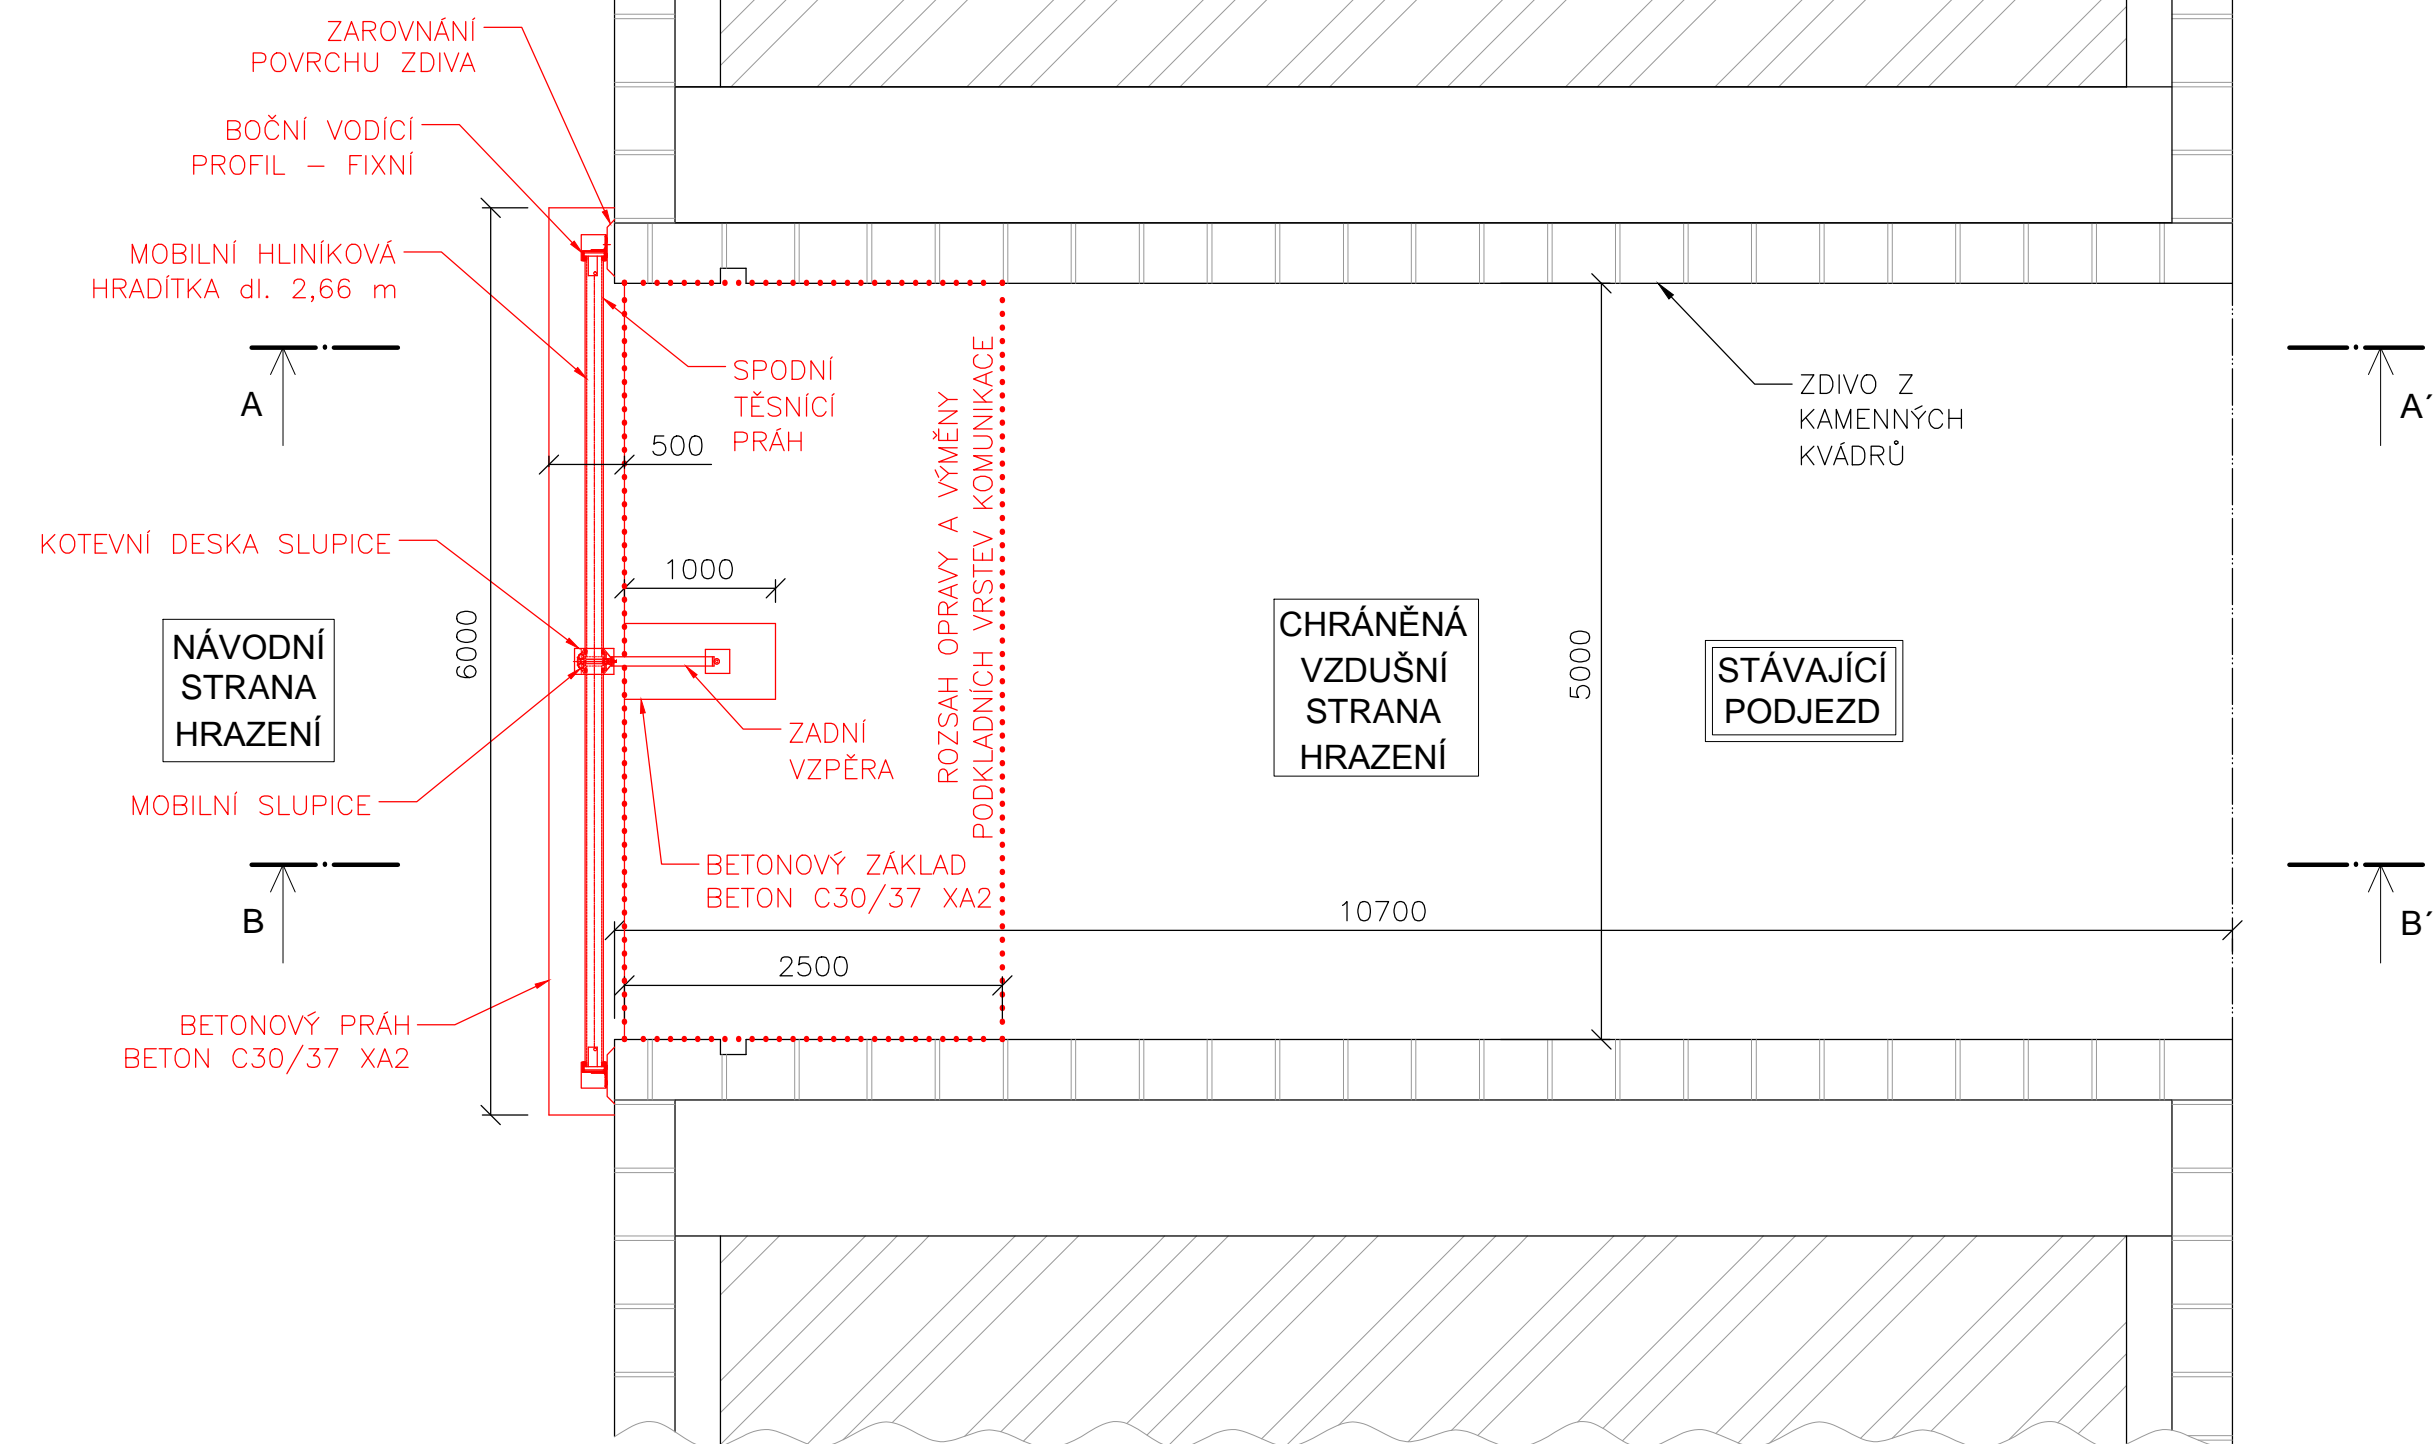 ZAROVNÁNÍ
POVRCHU ZDIVA
BOČNÍ VODÍCÍ
PROFIL – FIXNÍ
MOBILNÍ HLINÍKOVÁ
HRADÍTKA dl. 2,66 m
A
A´
SPODNÍ
TĚSNÍCÍ
PRÁH
ZDIVO Z
KAMENNÝCH
KVÁDRŮ
500
KOTEVNÍ DESKA SLUPICE
1000
ROZSAH OPRAVY A VÝMĚNY
PODKLADNÍCH VRSTEV KOMUNIKACE
NÁVODNÍ
STRANA
HRAZENÍ
6000
CHRÁNĚNÁ
VZDUŠNÍ
STRANA
HRAZENÍ
5000
STÁVAJÍCÍ
PODJEZD
ZADNÍ
VZPĚRA
MOBILNÍ SLUPICE
BETONOVÝ ZÁKLAD
BETON C30/37 XA2
B
B´
10700
2500
BETONOVÝ PRÁH
BETON C30/37 XA2